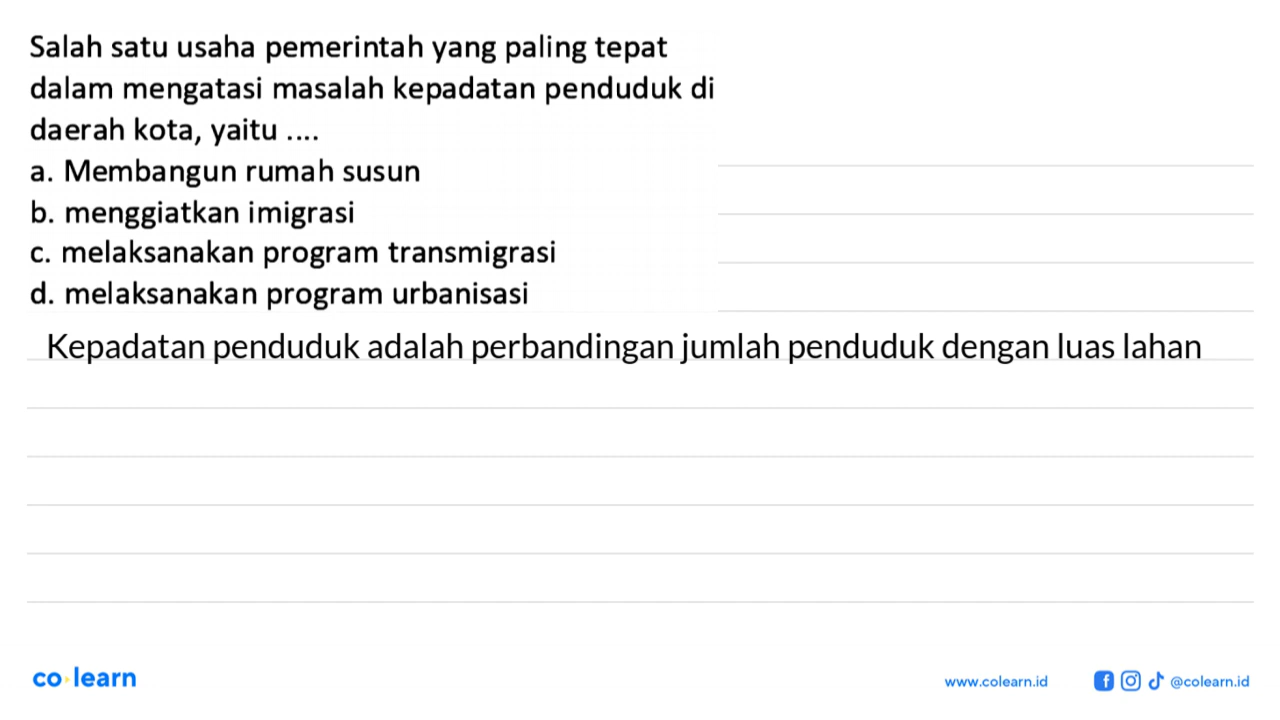 Salah satu usaha pemerintah yang paling tepat
dalam mengatasi masalah kepadatan penduduk di
daerah kota, yaitu ....
a. Membangun rumah susun
b. menggiatkan imigrasi
c. melaksanakan program transmigrasi
d. melaksanakan program urbanisasi
Kepadatan penduduk adalah perbandingan jumlah penduduk dengan luas lahan
co learn
www.colearn.id
@colearn.id